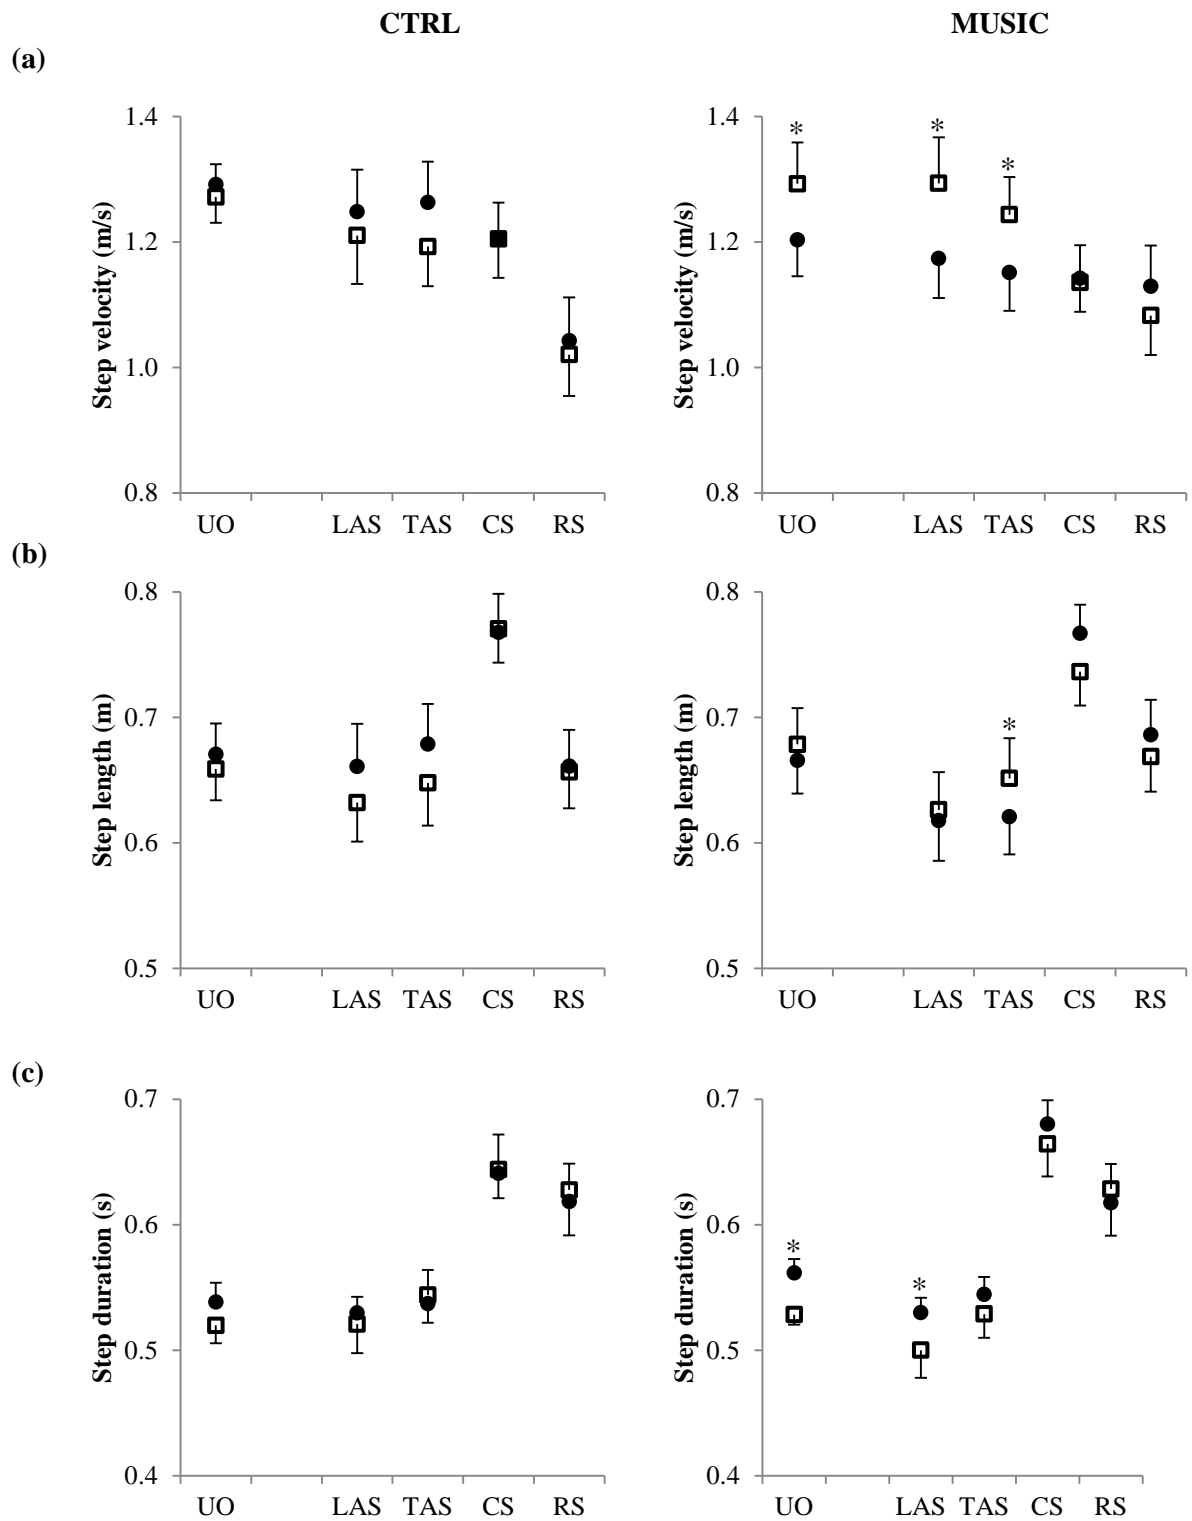 CTRL MUSIC
(a)
1.4 1.4
* * *
1.2 1.2
Step velocity (m/s) Step velocity (m/s)
1.0 1.0
0.8 0.8
UO LAS TAS CS RS UO LAS TAS CS RS
(b)
0.8 0.8
0.7 0.7
*
Step length (m) Step length (m)
0.6 0.6
0.5 0.5
UO LAS TAS CS RS UO LAS TAS CS RS
(c)
0.7 0.7
0.6 0.6
* *
Step duration (s) Step duration (s)
0.5 0.5
0.4 0.4
UO LAS TAS CS RS UO LAS TAS CS RS